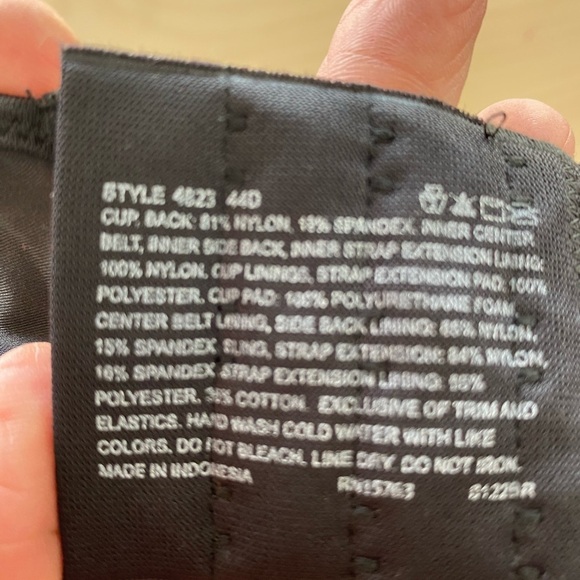 STYLE 4823 44D
CUP, BACK: 81% NYLON, 19% SPANDEX. INNER CENTER
BELT, INNER SIDE BACK, INNER STRAP EXTENSION LINING:
100% NYLON. CUP LININGS, STRAP EXTENSION PAD: 100%
POLYESTER. CUP PAD: 100% POLYURETHANE FOAM.
CENTER BELT LINING, SIDE BACK LINING: NYLON,
15% SPANDEX. SLING, STRAP EXTENSION: 84% NYLON,
16% SPANDEX. STRAP EXTENSION LINING:
POLYESTER, COTTON. EXCLUSIVE OF TRIM AND
ELASTICS. HAND WASH COLD WATER WITH LIKE
COLORS. DO NOT BLEACH. LINE DRY. DO NOT IRON.
MADE IN INDONESIA RN15763 81229R